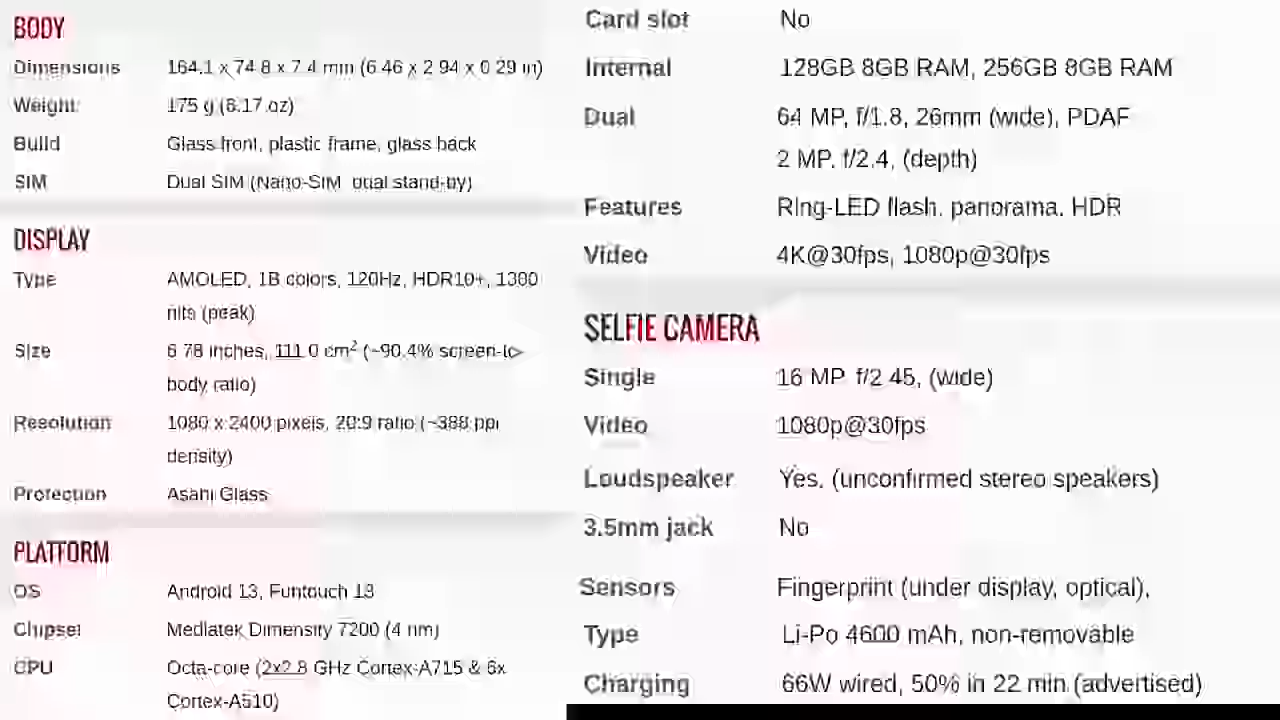 BODY
Dimensions 164.1 x 74.8 x 7.4 mm (6.46 x 2.94 x 0.29 in)
Weight 175 g (6.17 oz)
Build Glass front, plastic frame, glass back
SIM Dual SIM (Nano-SIM, dual stand-by)
DISPLAY
Type AMOLED, 1B colors, 120Hz, HDR10+, 1300
nits (peak)
Size 6.78 inches, 111.0 cm² (~90.4% screen-to-
body ratio)
Resolution 1080 x 2400 pixels, 20:9 ratio (~388 ppi
density)
Protection Asahi Glass
PLATFORM
OS Android 13, Funtouch 13
Chipset Mediatek Dimensity 7200 (4 nm)
CPU Octa-core (2x2.8 GHz Cortex-A715 & 6x
Cortex-A510)
Card slot No
Internal 128GB 8GB RAM, 256GB 8GB RAM
Dual 64 MP, f/1.8, 26mm (wide), PDAF
2 MP, f/2.4, (depth)
Features Ring-LED flash, panorama, HDR
Video 4K@30fps, 1080p@30fps
SELFIE CAMERA
Single 16 MP, f/2.45, (wide)
Video 1080p@30fps
Loudspeaker Yes, (unconfirmed stereo speakers)
3.5mm jack No
Sensors Fingerprint (under display, optical),
Type Li-Po 4600 mAh, non-removable
Charging 66W wired, 50% in 22 min (advertised)